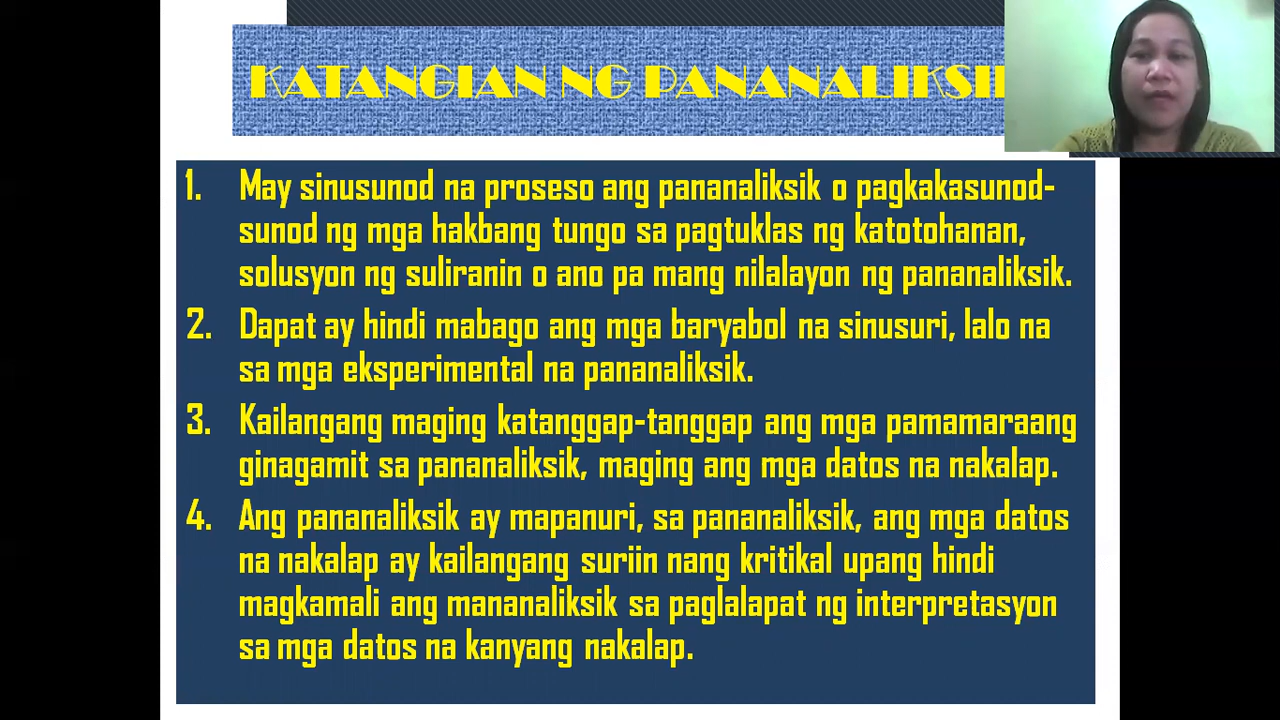 KATANGIAN NG PANANALIKSIK
1. May sinusunod na proseso ang pananaliksik o pagkakasunod-
sunod ng mga hakbang tungo sa pagtuklas ng katotohanan,
solusyon ng suliranin o ano pa mang nilalayon ng pananaliksik.
2. Dapat ay hindi mabago ang mga baryabol na sinusuri, lalo na
sa mga eksperimental na pananaliksik.
3. Kailangang maging katanggap-tanggap ang mga pamamaraang
ginagamit sa pananaliksik, maging ang mga datos na nakalap.
4. Ang pananaliksik ay mapanuri, sa pananaliksik, ang mga datos
na nakalap ay kailangang suriin nang kritikal upang hindi
magkamali ang mananaliksik sa paglalapat ng interpretasyon
sa mga datos na kanyang nakalap.